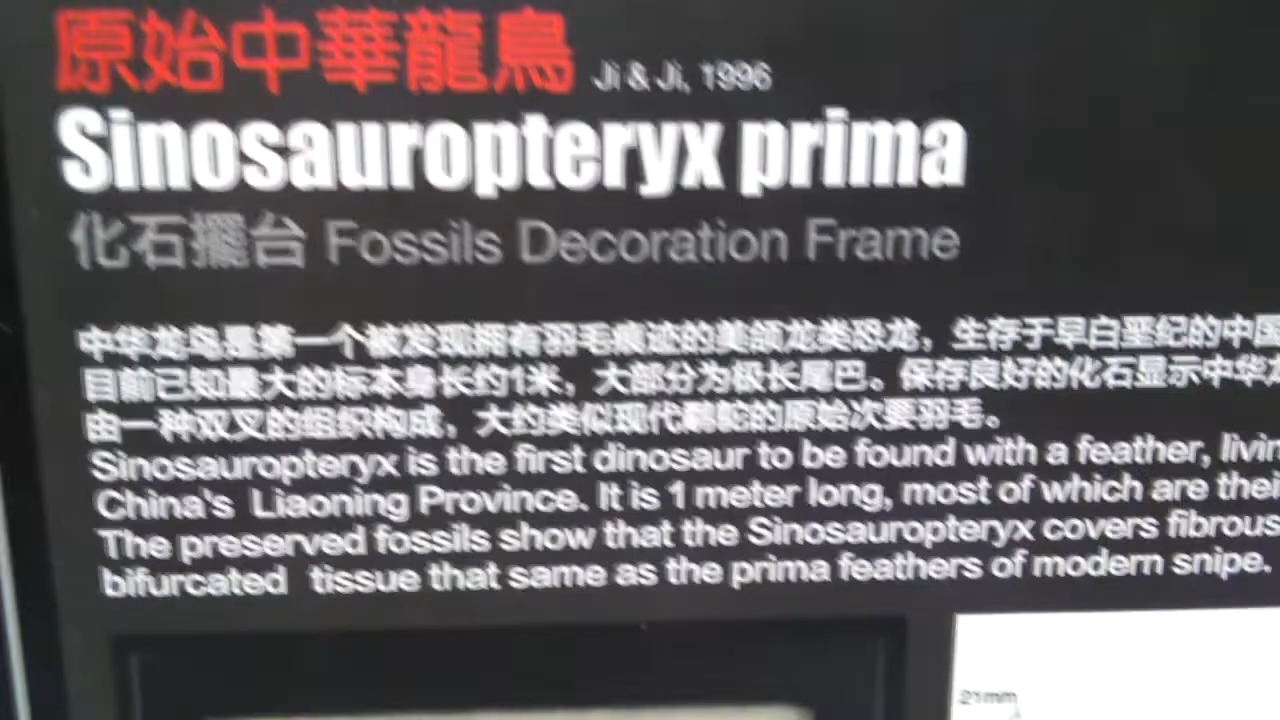 原始中華龍鳥 Ji & Ji, 1996
Sinosauropteryx prima
化石擺台 Fossils Decoration Frame
中华龙鸟是第一个被发现拥有羽毛痕迹的美颌龙类恐龙，生存于早白垩纪的中国
目前已知最大的标本身长约1米，大部分为极长尾巴。保存良好的化石显示中华龙
由一种双叉的组织构成，大约类似现代鹬鸵的原始次要羽毛。
Sinosauropteryx is the first dinosaur to be found with a feather, livin
China's Liaoning Province. It is 1 meter long, most of which are thei
The preserved fossils show that the Sinosauropteryx covers fibrous
bifurcated tissue that same as the prima feathers of modern snipe.
21mm